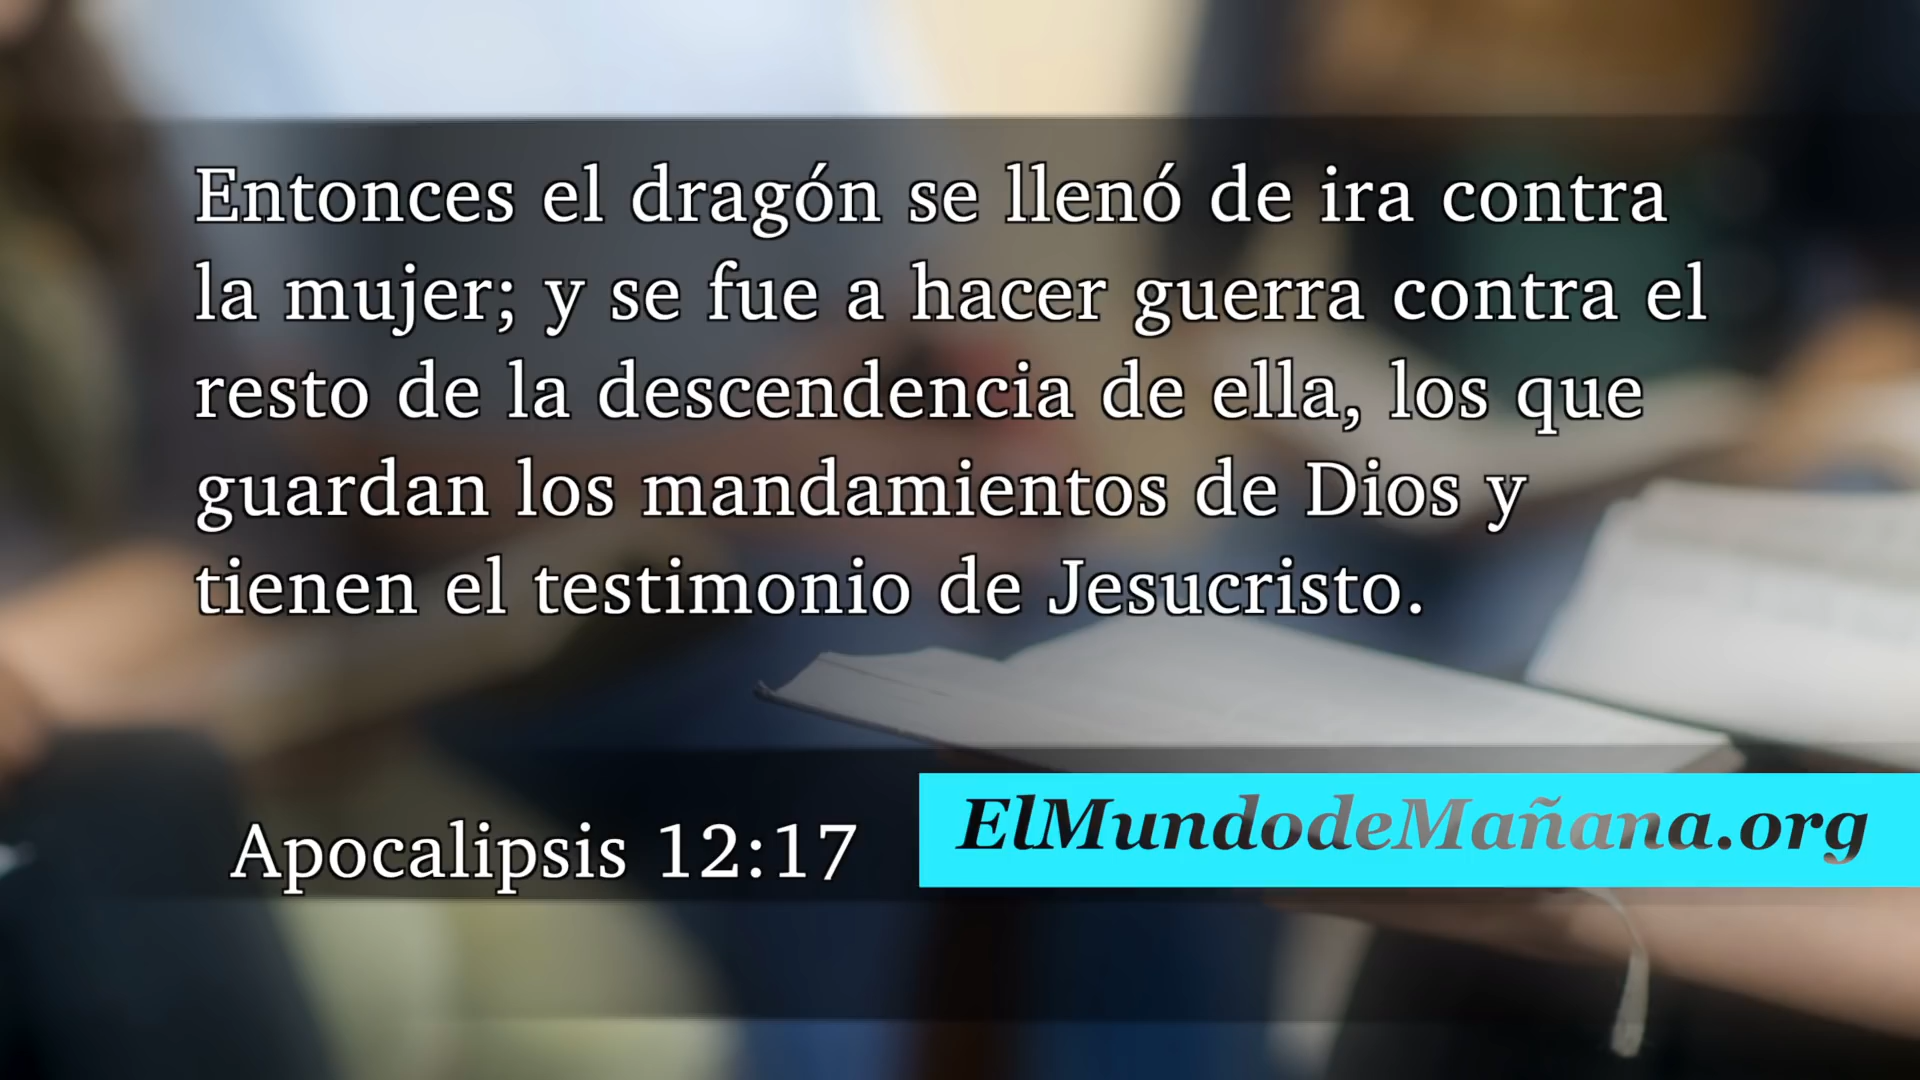 Entonces el dragón se llenó de ira contra
la mujer; y se fue a hacer guerra contra el
resto de la descendencia de ella, los que
guardan los mandamientos de Dios y
tienen el testimonio de Jesucristo.
Apocalipsis 12:17
ElMundodeMañana.org